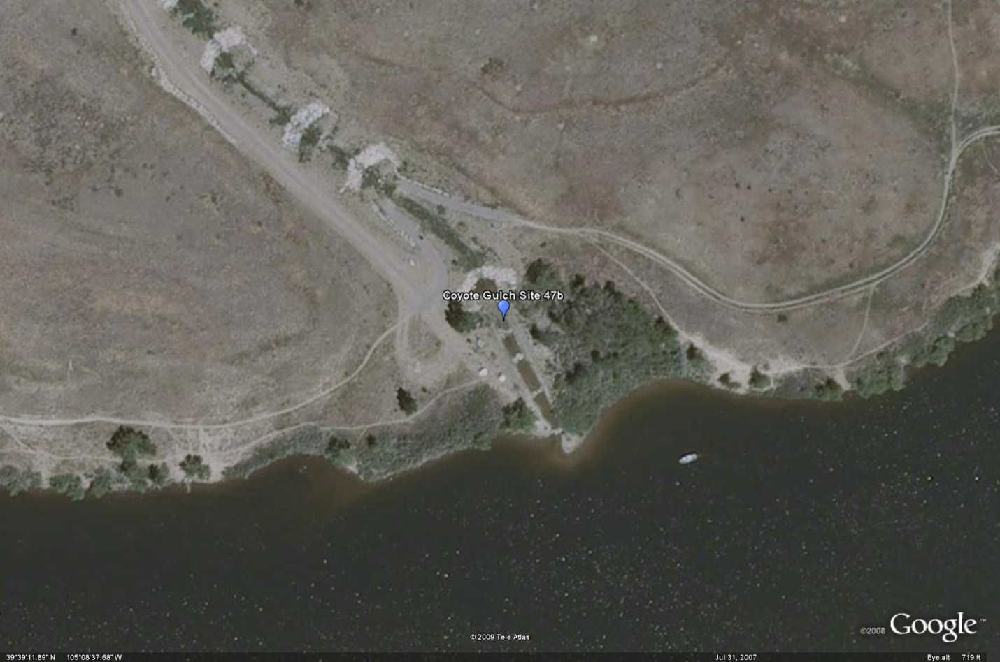 Coyote Gulch Site 47b
©2008 Google™
© 2009 Tele Atlas
39°39'11.89" N 105°08'37.68" W Jul 31, 2007 Eye alt 719 ft